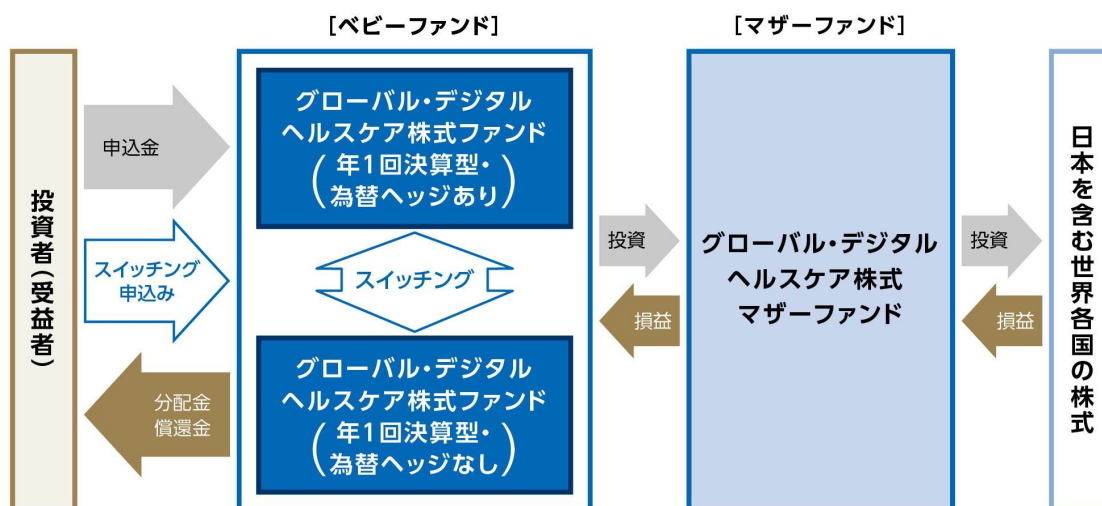 [ベビーファンド]
[マザーファンド]
投資者(受益者)
申込金
スイッチング
申込み
分配金
償還金
グローバル・デジタル
ヘルスケア株式ファンド
(年1回決算型・
為替ヘッジあり)
スイッチング
グローバル・デジタル
ヘルスケア株式ファンド
(年1回決算型・
為替ヘッジなし)
投資
損益
グローバル・デジタル
ヘルスケア株式
マザーファンド
投資
損益
日本を含む世界各国の株式